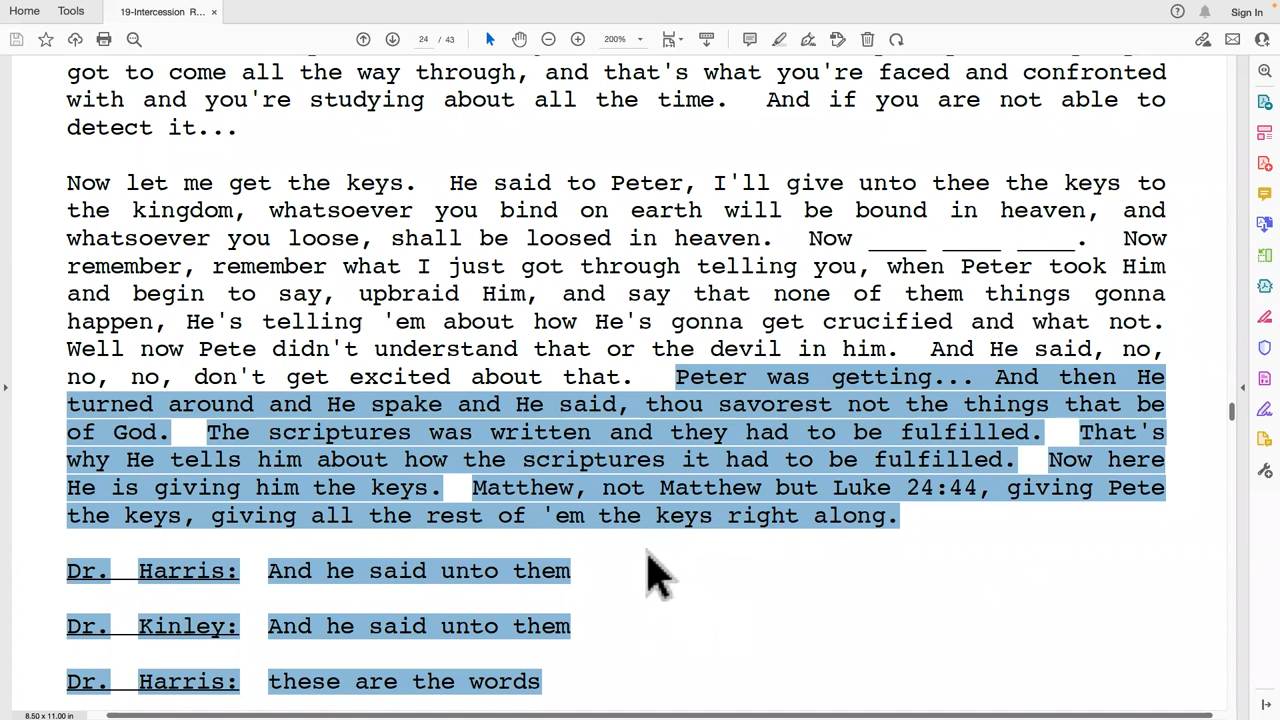 Home Tools 19-Intercession R... × Sign In
24 / 43 200%
got to come all the way through, and that's what you're faced and confronted
with and you're studying about all the time. And if you are not able to
detect it...
Now let me get the keys. He said to Peter, I'll give unto thee the keys to
the kingdom, whatsoever you bind on earth will be bound in heaven, and
whatsoever you loose, shall be loosed in heaven. Now ____ ____ ____. Now
remember, remember what I just got through telling you, when Peter took Him
and begin to say, upbraid Him, and say that none of them things gonna
happen, He's telling 'em about how He's gonna get crucified and what not.
Well now Pete didn't understand that or the devil in him. And He said, no,
no, no, don't get excited about that. Peter was getting... And then He
turned around and He spake and He said, thou savorest not the things that be
of God. The scriptures was written and they had to be fulfilled. That's
why He tells him about how the scriptures it had to be fulfilled. Now here
He is giving him the keys. Matthew, not Matthew but Luke 24:44, giving Pete
the keys, giving all the rest of 'em the keys right along.
Dr. Harris: And he said unto them
Dr. Kinley: And he said unto them
Dr. Harris: these are the words
8.50 x 11.00 in